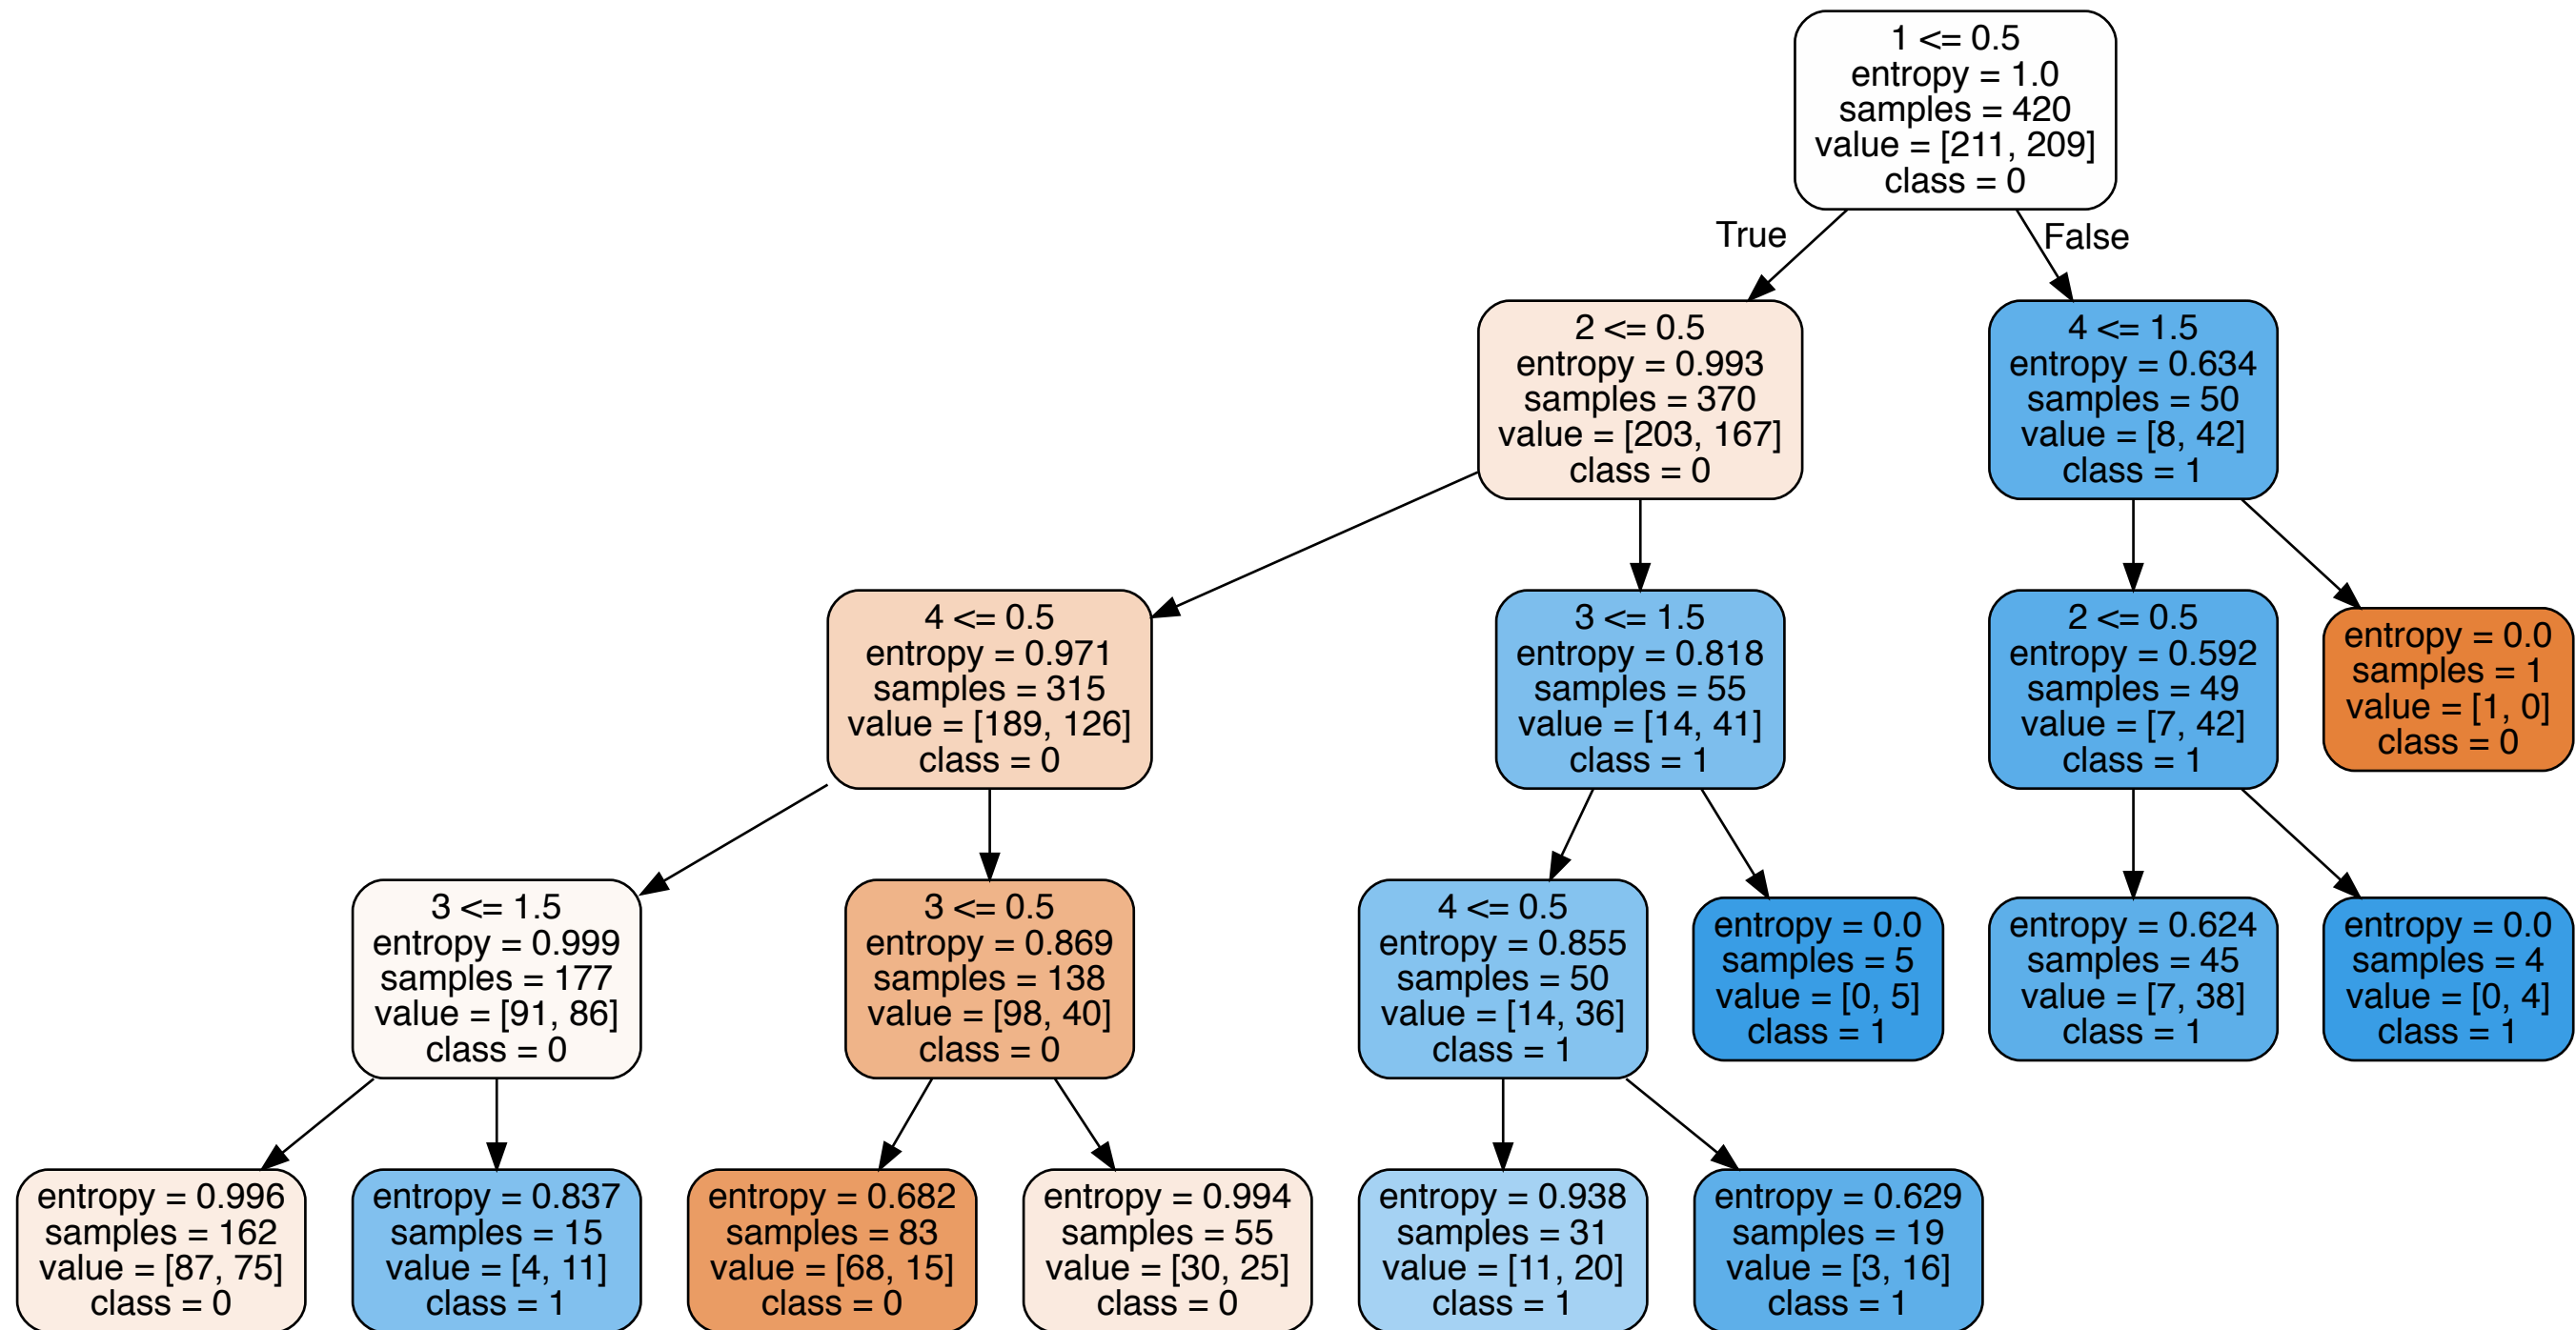 1 <= 0.5
entropy = 1.0
samples = 420
value = [211, 209]
class = 0
True
False
2 <= 0.5
entropy = 0.993
samples = 370
value = [203, 167]
class = 0
4 <= 1.5
entropy = 0.634
samples = 50
value = [8, 42]
class = 1
4 <= 0.5
entropy = 0.971
samples = 315
value = [189, 126]
class = 0
3 <= 1.5
entropy = 0.818
samples = 55
value = [14, 41]
class = 1
2 <= 0.5
entropy = 0.592
samples = 49
value = [7, 42]
class = 1
entropy = 0.0
samples = 1
value = [1, 0]
class = 0
3 <= 1.5
entropy = 0.999
samples = 177
value = [91, 86]
class = 0
3 <= 0.5
entropy = 0.869
samples = 138
value = [98, 40]
class = 0
4 <= 0.5
entropy = 0.855
samples = 50
value = [14, 36]
class = 1
entropy = 0.0
samples = 5
value = [0, 5]
class = 1
entropy = 0.624
samples = 45
value = [7, 38]
class = 1
entropy = 0.0
samples = 4
value = [0, 4]
class = 1
entropy = 0.996
samples = 162
value = [87, 75]
class = 0
entropy = 0.837
samples = 15
value = [4, 11]
class = 1
entropy = 0.682
samples = 83
value = [68, 15]
class = 0
entropy = 0.994
samples = 55
value = [30, 25]
class = 0
entropy = 0.938
samples = 31
value = [11, 20]
class = 1
entropy = 0.629
samples = 19
value = [3, 16]
class = 1